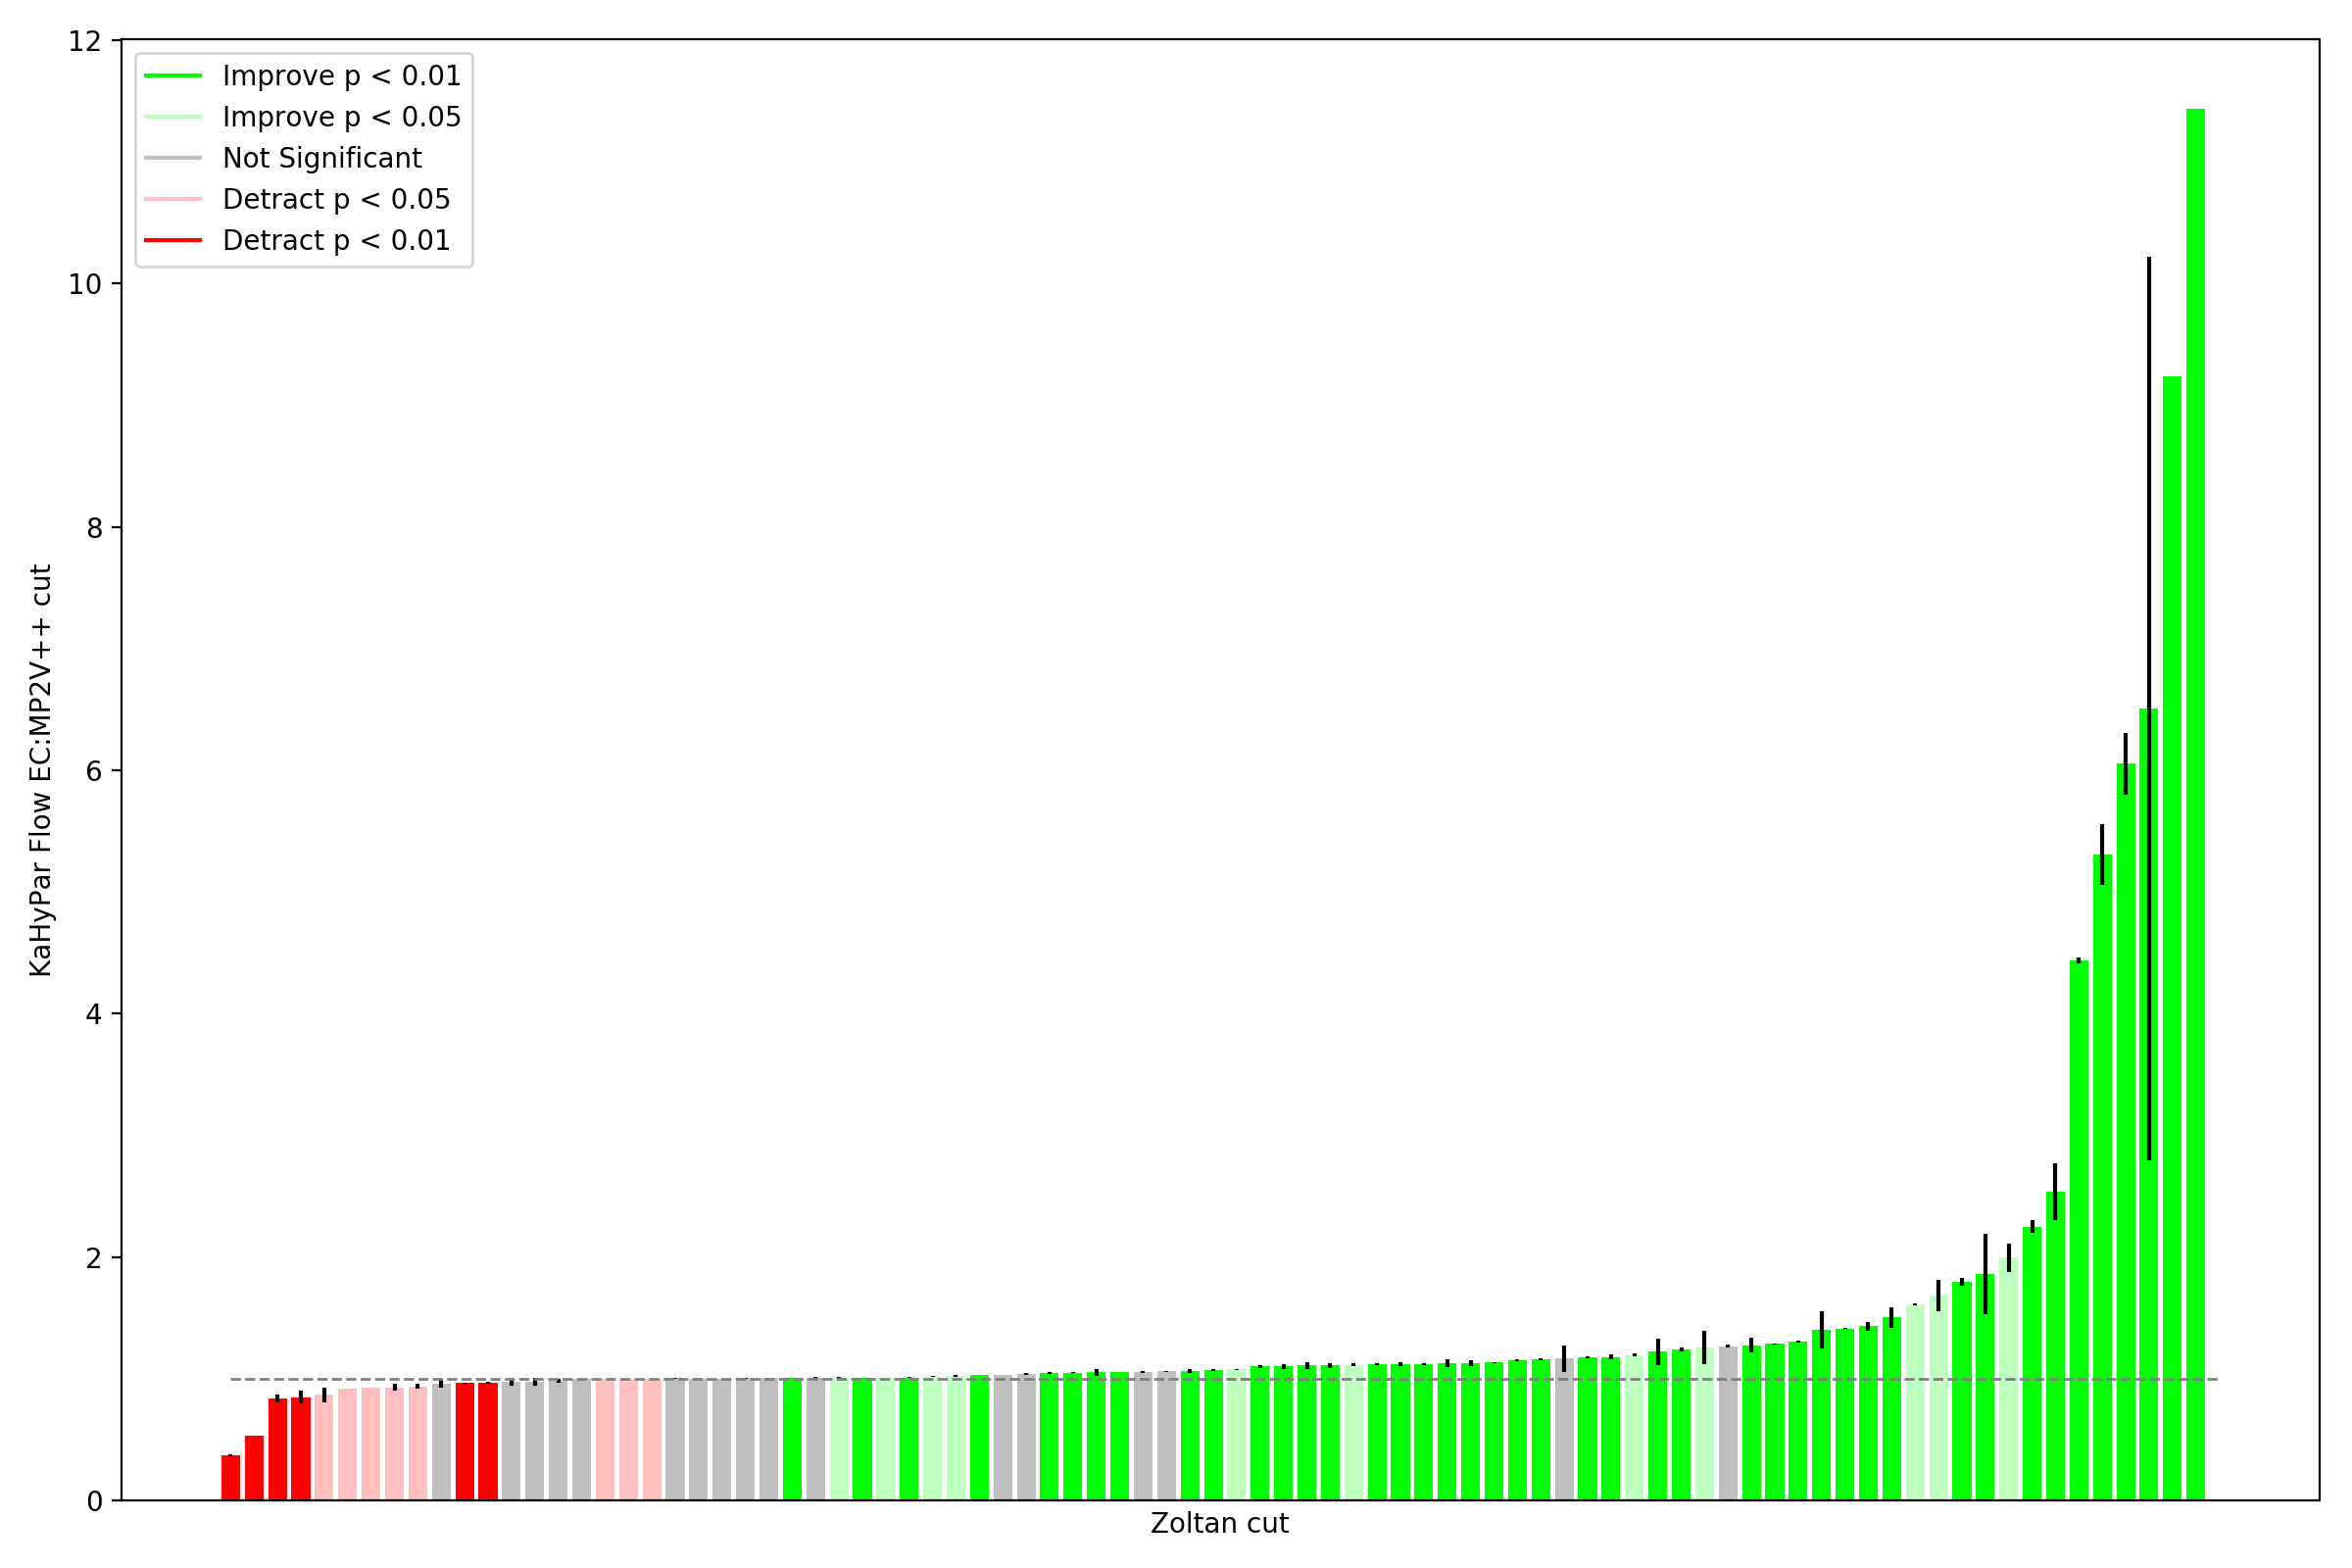 12
10
8
6
4
2
0
KaHyPar Flow EC:MP2V++ cut
Improve p < 0.01
Improve p < 0.05
Not Significant
Detract p < 0.05
Detract p < 0.01
Zoltan cut